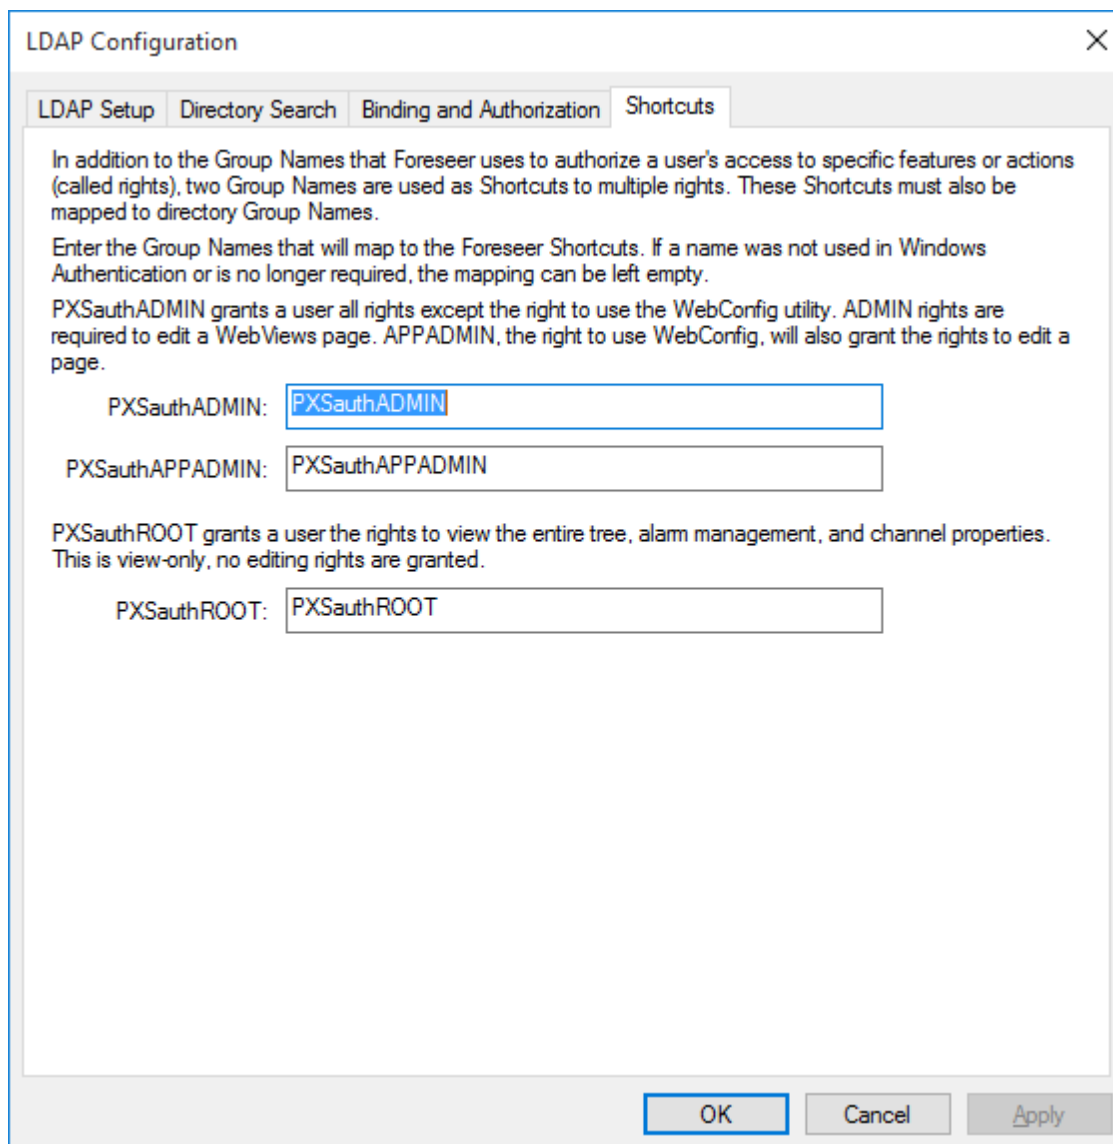 LDAP Configuration
LDAP Setup Directory Search Binding and Authorization Shortcuts
In addition to the Group Names that Foreseer uses to authorize a user's access to specific features or actions
(called rights), two Group Names are used as Shortcuts to multiple rights. These Shortcuts must also be
mapped to directory Group Names.
Enter the Group Names that will map to the Foreseer Shortcuts. If a name was not used in Windows
Authentication or is no longer required, the mapping can be left empty.
PXSauthADMIN grants a user all rights except the right to use the WebConfig utility. ADMIN rights are
required to edit a WebViews page. APPADMIN, the right to use WebConfig, will also grant the rights to edit a
page.
PXSauthADMIN: PXSauthADMIN
PXSauthAPPADMIN: PXSauthAPPADMIN
PXSauthROOT grants a user the rights to view the entire tree, alarm management, and channel properties.
This is view-only, no editing rights are granted.
PXSauthROOT: PXSauthROOT
OK Cancel Apply